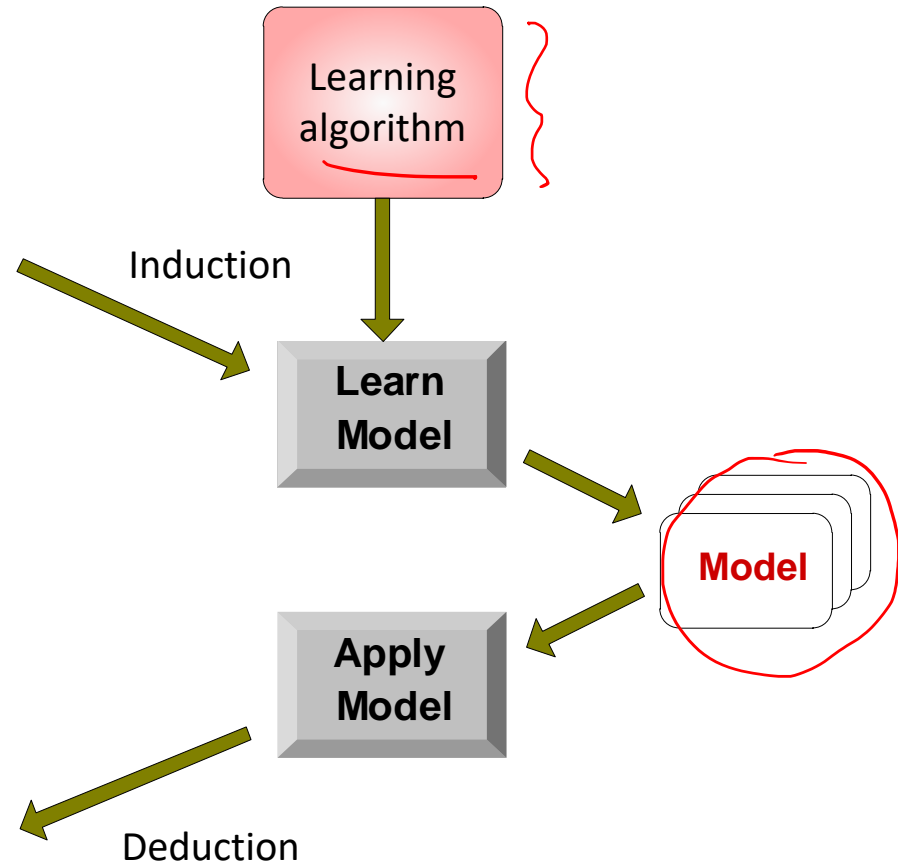 Learning
algorithm
Induction
Learn
Model
Model
Apply
Model
Deduction